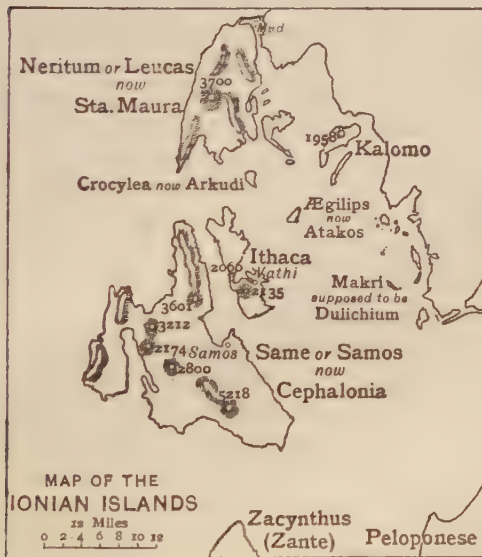 Mud
Neritum or Leucas
now
Sta. Maura
3700
1958
Kalomo
Crocylea now Arkudi
Ægilips
now
Atakos
Ithaca
Vathi
2060
2135
Makri
supposed to be
Dulichium
3601
3212
2174
Samos
2800
Same or Samos
now
Cephalonia
5218
MAP OF THE
IONIAN ISLANDS
12 Miles
0 2 4 6 8 10 12
Zacynthus
(Zante)
Peloponese